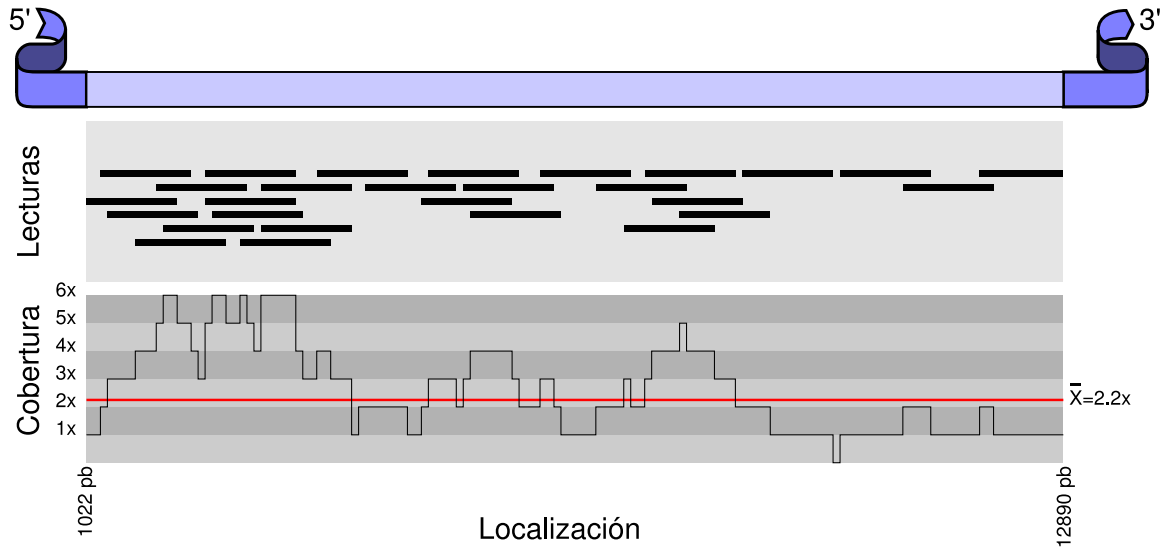 5'
3'
Lecturas
Cobertura
6x
5x
4x
3x
2x
1x
X̄=2.2x
1022 pb
12890 pb
Localización